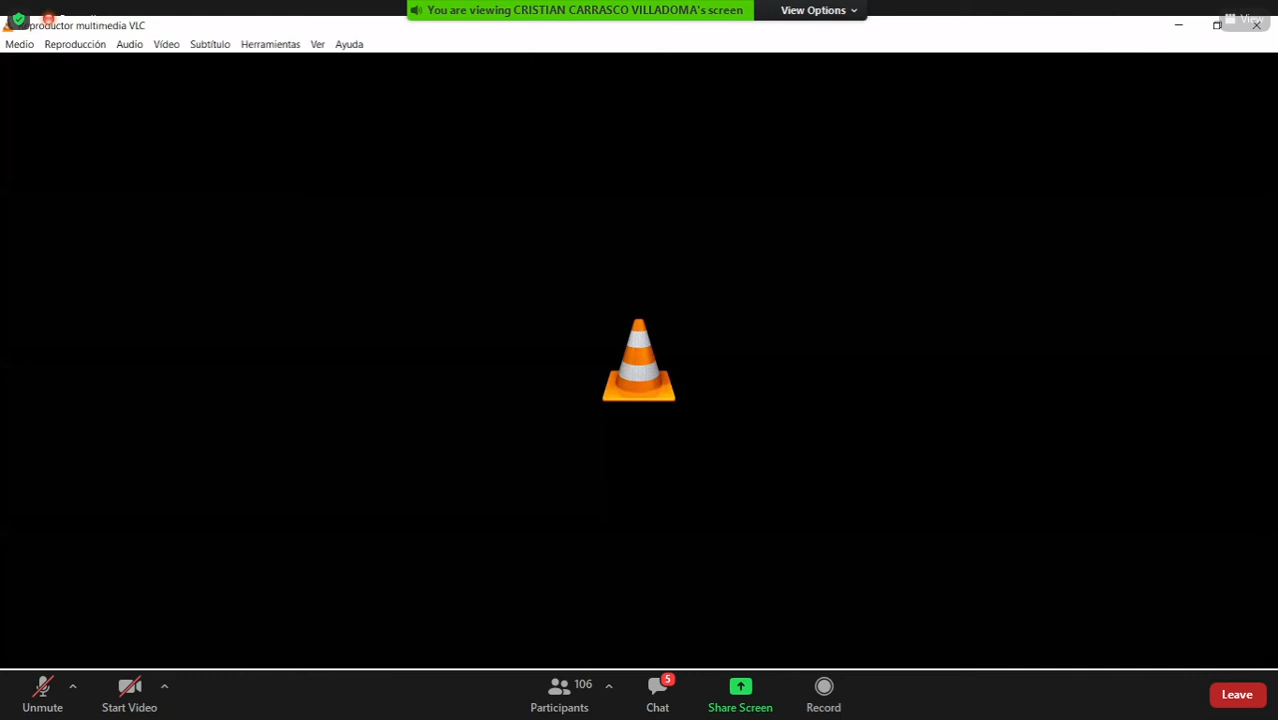 You are viewing CRISTIAN CARRASCO VILLADOMA's screen
View Options
View
productor multimedia VLC
Medio Reproducción Audio Vídeo Subtítulo Herramientas Ver Ayuda
106
5
Unmute Start Video Participants Chat Share Screen Record Leave